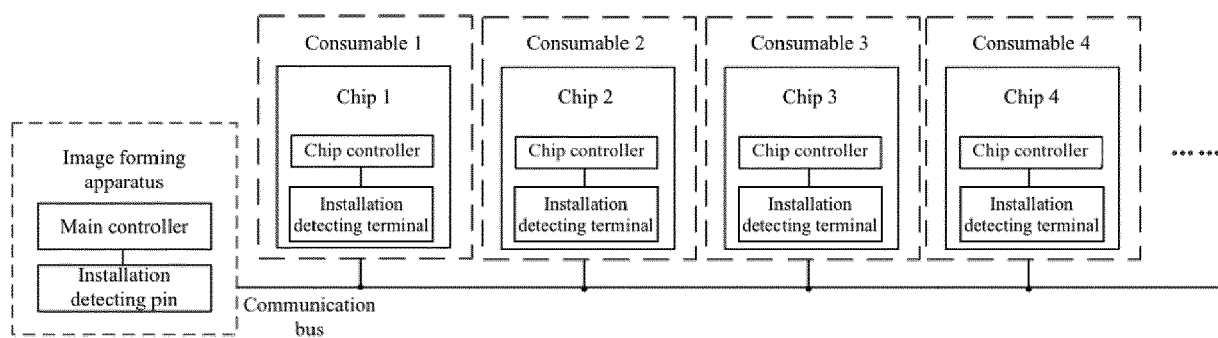 Consumable 1
Chip 1
Chip controller
Installation
detecting terminal
Consumable 2
Chip 2
Chip controller
Installation
detecting terminal
Consumable 3
Chip 3
Chip controller
Installation
detecting terminal
Consumable 4
Chip 4
Chip controller
Installation
detecting terminal
......
Image forming
apparatus
Main controller
Installation
detecting pin
Communication
bus